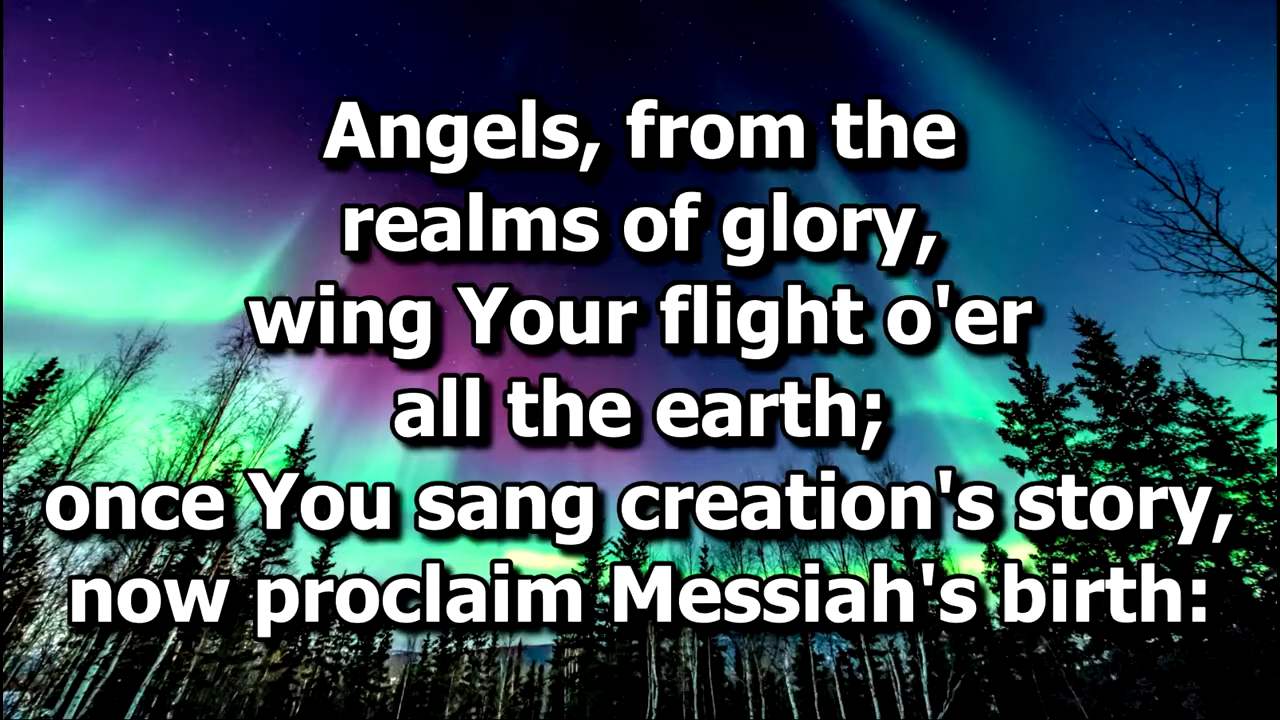 Angels, from the
realms of glory,
wing Your flight o'er
all the earth;
once You sang creation's story,
now proclaim Messiah's birth: